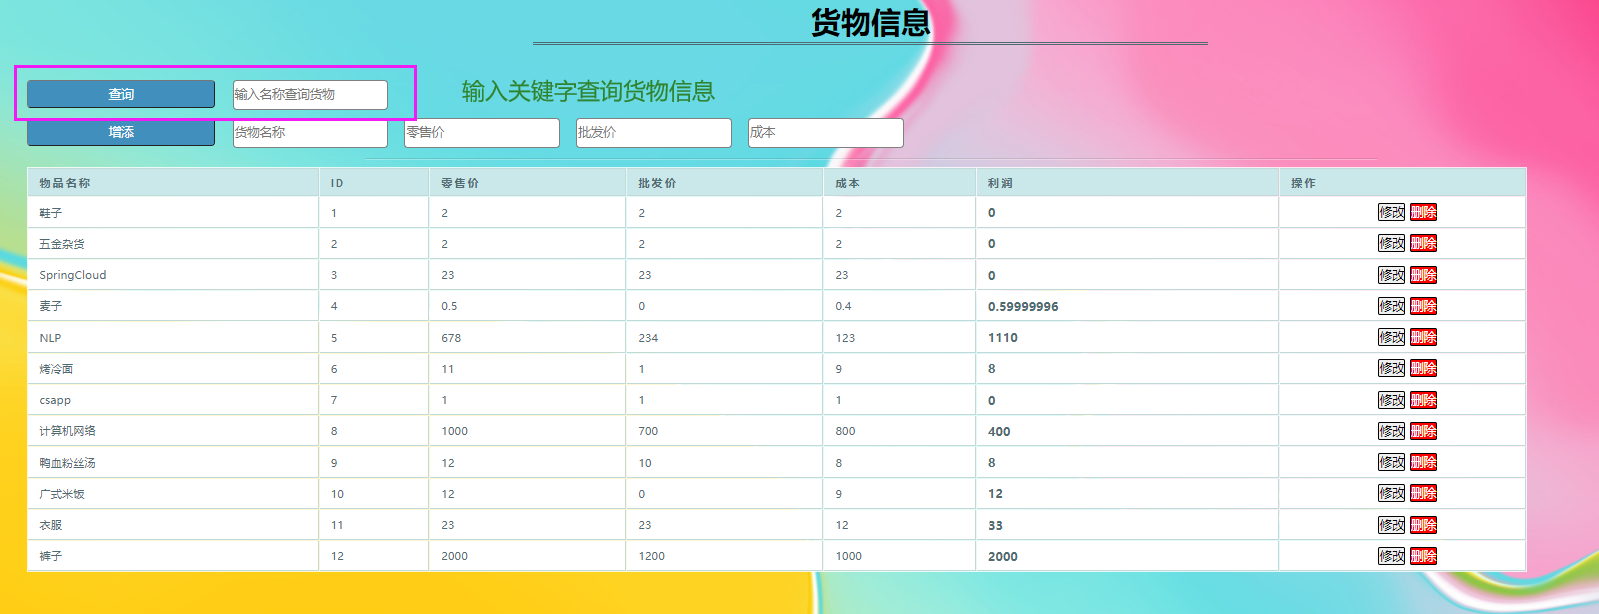 货物信息
查询 输入名称查询货物 输入关键字查询货物信息
增添 货物名称 零售价 批发价 成本
物品名称 ID 零售价 批发价 成本 利润 操作
鞋子 1 2 2 2 0 修改 删除
五金杂货 2 2 2 2 0 修改 删除
SpringCloud 3 23 23 23 0 修改 删除
麦子 4 0.5 0 0.4 0.59999996 修改 删除
NLP 5 678 234 123 1110 修改 删除
烤冷面 6 11 1 9 8 修改 删除
csapp 7 1 1 1 0 修改 删除
计算机网络 8 1000 700 800 400 修改 删除
鸭血粉丝汤 9 12 10 8 8 修改 删除
广式米饭 10 12 0 9 12 修改 删除
衣服 11 23 23 12 33 修改 删除
裤子 12 2000 1200 1000 2000 修改 删除